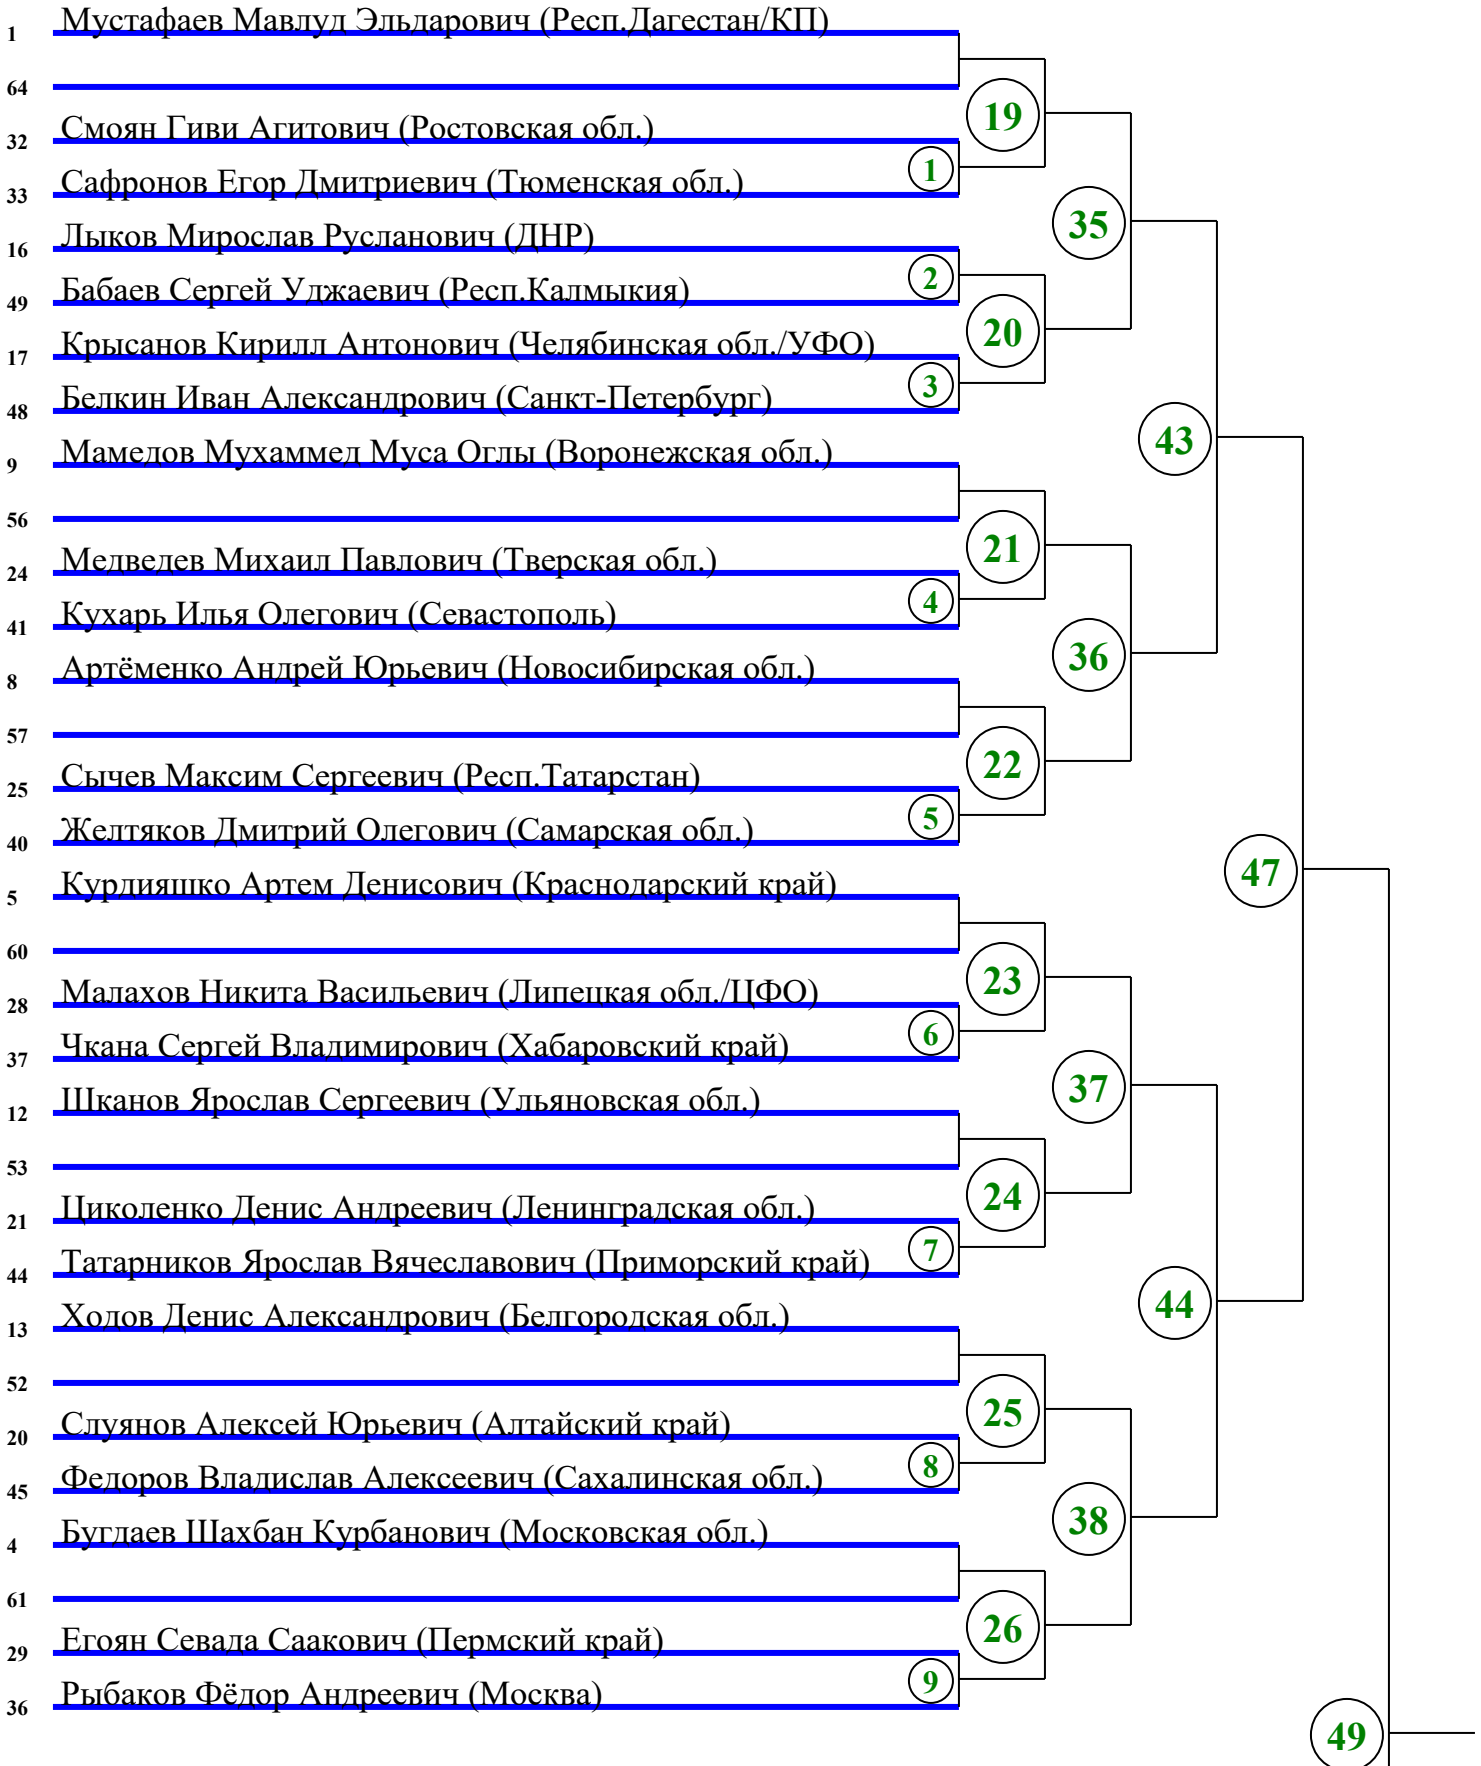 1 Мустафаев Мавлуд Эльдарович (Респ.Дагестан/КП)
64
19
32 Смоян Гиви Агитович (Ростовская обл.)
1
33 Сафронов Егор Дмитриевич (Тюменская обл.)
35
16 Лыков Мирослав Русланович (ДНР)
2
49 Бабаев Сергей Уджаевич (Респ.Калмыкия)
20
17 Крысанов Кирилл Антонович (Челябинская обл./УФО)
3
48 Белкин Иван Александрович (Санкт-Петербург)
43
9 Мамедов Мухаммед Муса Оглы (Воронежская обл.)
56
21
24 Медведев Михаил Павлович (Тверская обл.)
4
41 Кухарь Илья Олегович (Севастополь)
36
8 Артёменко Андрей Юрьевич (Новосибирская обл.)
57
22
25 Сычев Максим Сергеевич (Респ.Татарстан)
5
40 Желтяков Дмитрий Олегович (Самарская обл.)
47
5 Курдияшко Артем Денисович (Краснодарский край)
60
23
28 Малахов Никита Васильевич (Липецкая обл./ЦФО)
6
37 Чкана Сергей Владимирович (Хабаровский край)
37
12 Шканов Ярослав Сергеевич (Ульяновская обл.)
53
24
21 Циколенко Денис Андреевич (Ленинградская обл.)
7
44 Татарников Ярослав Вячеславович (Приморский край)
44
13 Ходов Денис Александрович (Белгородская обл.)
52
25
20 Слуянов Алексей Юрьевич (Алтайский край)
8
45 Федоров Владислав Алексеевич (Сахалинская обл.)
38
4 Бугдаев Шахбан Курбанович (Московская обл.)
61
26
29 Егоян Севада Саакович (Пермский край)
9
36 Рыбаков Фёдор Андреевич (Москва)
49